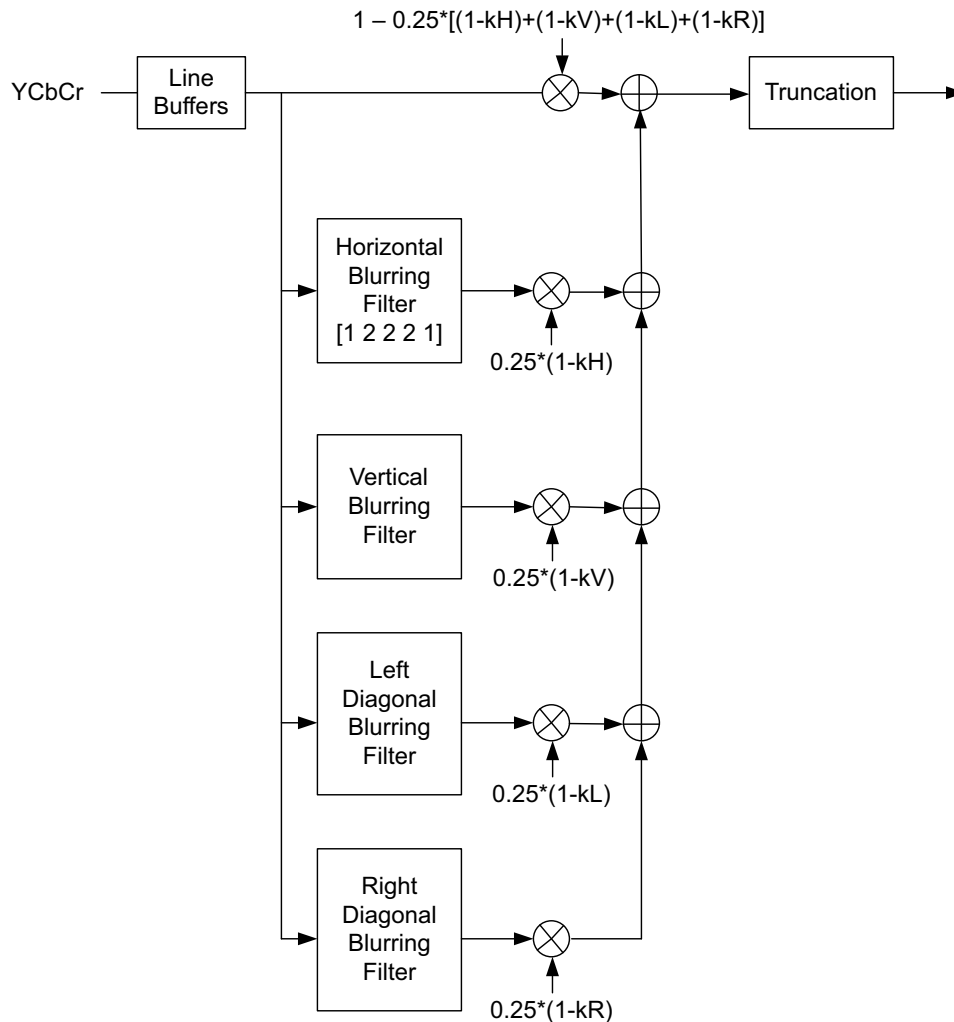 1 – 0.25*[(1-kH)+(1-kV)+(1-kL)+(1-kR)]
YCbCr
Line
Buffers
Truncation
Horizontal
Blurring
Filter
[1 2 2 2 1]
0.25*(1-kH)
Vertical
Blurring
Filter
0.25*(1-kV)
Left
Diagonal
Blurring
Filter
0.25*(1-kL)
Right
Diagonal
Blurring
Filter
0.25*(1-kR)